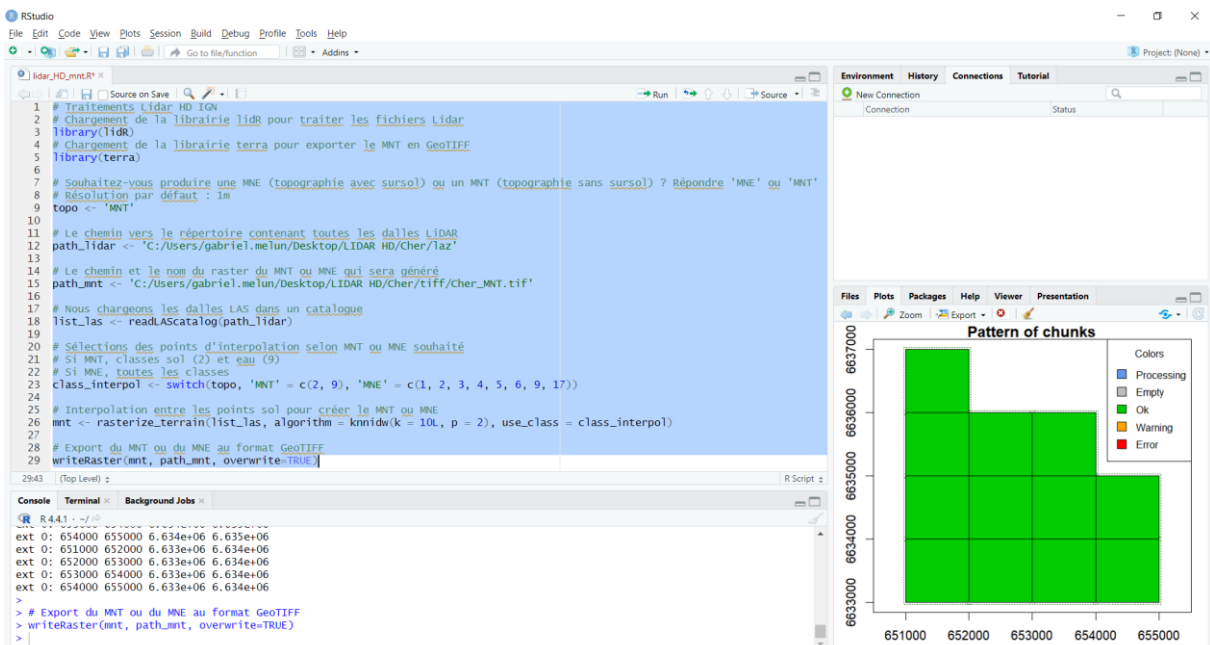 RStudio
File Edit Code View Plots Session Build Debug Profile Tools Help
Go to file/function Addins Project: (None)
lidar_HD_mnt.R*
Source on Save Run Source
1 # Traitements Lidar HD IGN
2 # Chargement de la librairie lidR pour traiter les fichiers Lidar
3 library(lidR)
4 # Chargement de la librairie terra pour exporter le MNT en GeoTIFF
5 library(terra)
6
7 # Souhaitez-vous produire une MNE (topographie avec sursol) ou un MNT (topographie sans sursol) ? Répondre 'MNE' ou 'MNT'
8 # Résolution par défaut : 1m
9 topo <- 'MNT'
10
11 # Le chemin vers le répertoire contenant toutes les dalles LiDAR
12 path_lidar <- 'C:/Users/gabriel.melun/Desktop/LIDAR HD/Cher/laz'
13
14 # Le chemin et le nom du raster du MNT ou MNE qui sera généré
15 path_mnt <- 'C:/Users/gabriel.melun/Desktop/LIDAR HD/Cher/tiff/Cher_MNT.tif'
16
17 # Nous chargeons les dalles LAS dans un catalogue
18 list_las <- readLAScatalog(path_lidar)
19
20 # Sélections des points d'interpolation selon MNT ou MNE souhaité
21 # Si MNT, classes sol (2) et eau (9)
22 # Si MNE, toutes les classes
23 class_interpol <- switch(topo, 'MNT' = c(2, 9), 'MNE' = c(1, 2, 3, 4, 5, 6, 9, 17))
24
25 # Interpolation entre les points sol pour créer le MNT ou MNE
26 mnt <- rasterize_terrain(list_las, algorithm = knnidw(k = 10L, p = 2), use_class = class_interpol)
27
28 # Export du MNT ou du MNE au format GeoTIFF
29 writeRaster(mnt, path_mnt, overwrite=TRUE)
29:43 (Top Level) R Script
Console Terminal Background Jobs
R 4.4.1 · ~/
ext 0: 654000 655000 6.634e+06 6.635e+06
ext 0: 651000 652000 6.633e+06 6.634e+06
ext 0: 652000 653000 6.633e+06 6.634e+06
ext 0: 653000 654000 6.633e+06 6.634e+06
ext 0: 654000 655000 6.633e+06 6.634e+06
>
> # Export du MNT ou du MNE au format GeoTIFF
> writeRaster(mnt, path_mnt, overwrite=TRUE)
>
Environment History Connections Tutorial
New Connection
Connection Status
Files Plots Packages Help Viewer Presentation
Zoom Export
Pattern of chunks
Colors
Processing
Empty
Ok
Warning
Error
6637000
6636000
6635000
6634000
6633000
651000 652000 653000 654000 655000